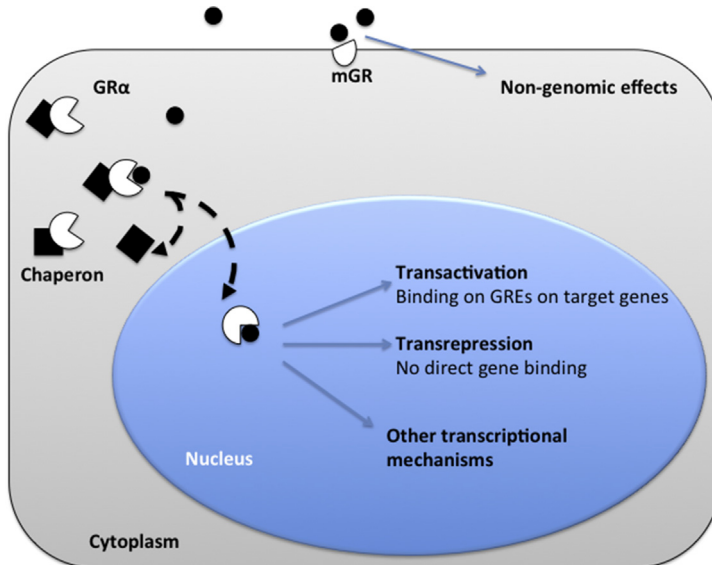 mGR
GRα
Non-genomic effects
Chaperon
Transactivation
Binding on GREs on target genes
Transrepression
No direct gene binding
Other transcriptional
mechanisms
Nucleus
Cytoplasm